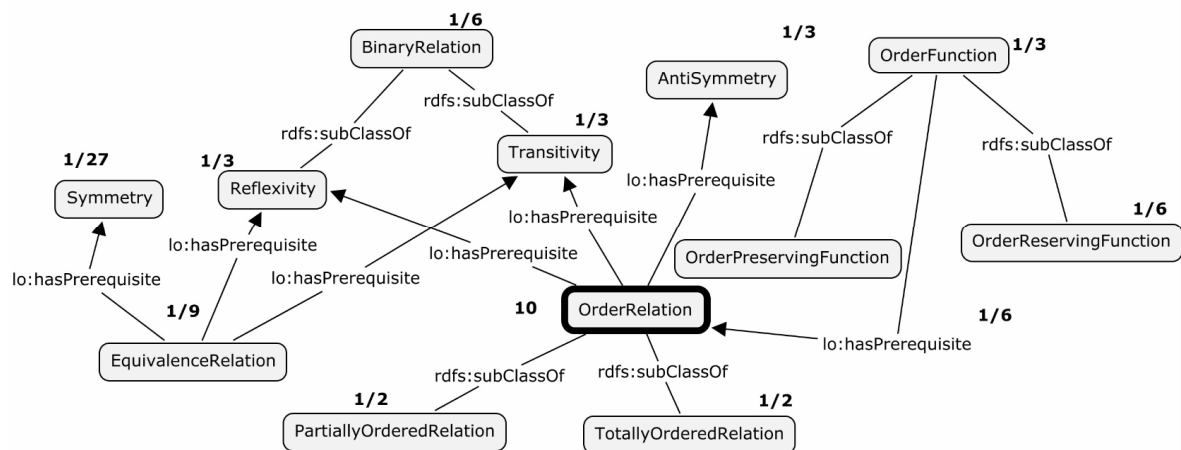 1/6
BinaryRelation
1/3
OrderFunction
1/3
AntiSymmetry
rdfs:subClassOf
rdfs:subClassOf
1/3
Transitivity
rdfs:subClassOf
rdfs:subClassOf
1/27
Symmetry
1/3
Reflexivity
lo:hasPrerequisite
lo:hasPrerequisite
1/6
OrderReservingFunction
lo:hasPrerequisite
lo:hasPrerequisite
OrderPreservingFunction
lo:hasPrerequisite
lo:hasPrerequisite
1/9
10
OrderRelation
1/6
lo:hasPrerequisite
EquivalenceRelation
rdfs:subClassOf
rdfs:subClassOf
1/2
PartiallyOrderedRelation
1/2
TotallyOrderedRelation